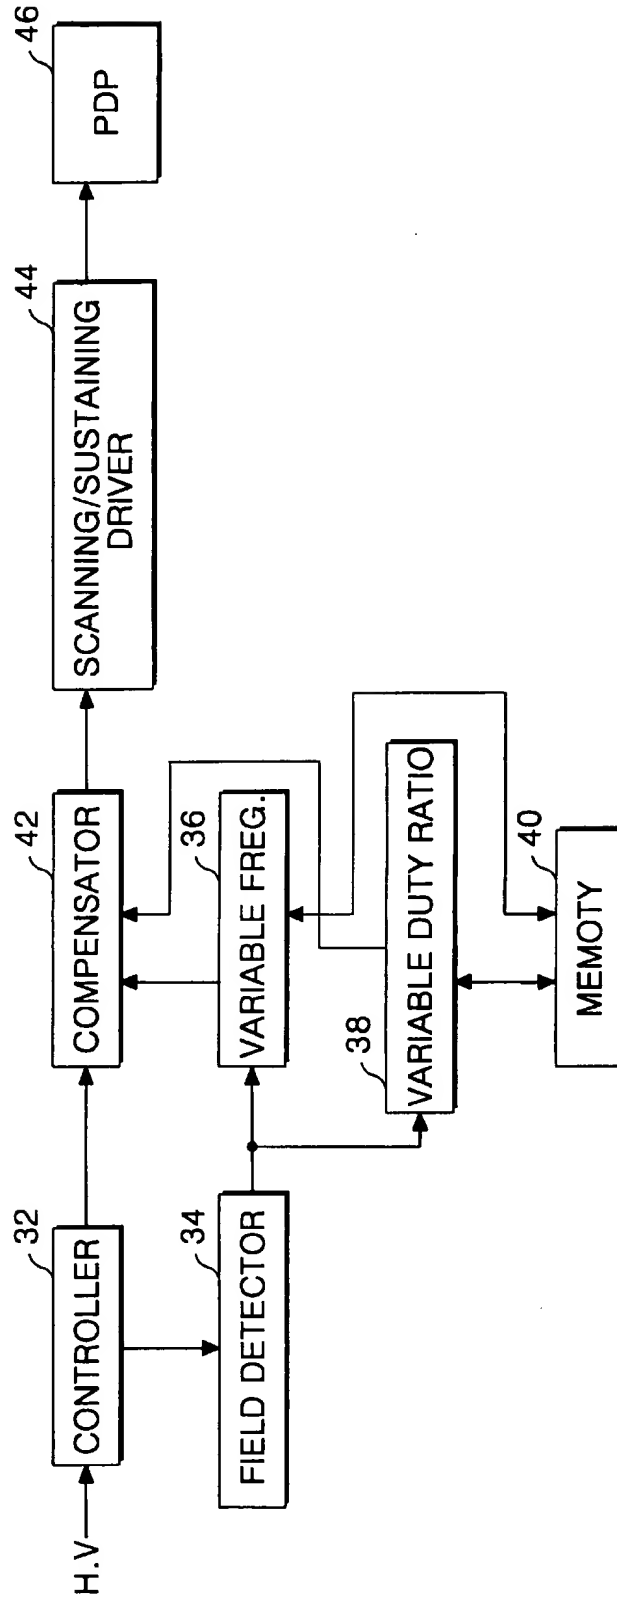 H.V
32
CONTROLLER
42
COMPENSATOR
44
SCANNING/SUSTAINING
DRIVER
46
PDP
34
FIELD DETECTOR
36
VARIABLE FREG.
38
VARIABLE DUTY RATIO
40
MEMOTY